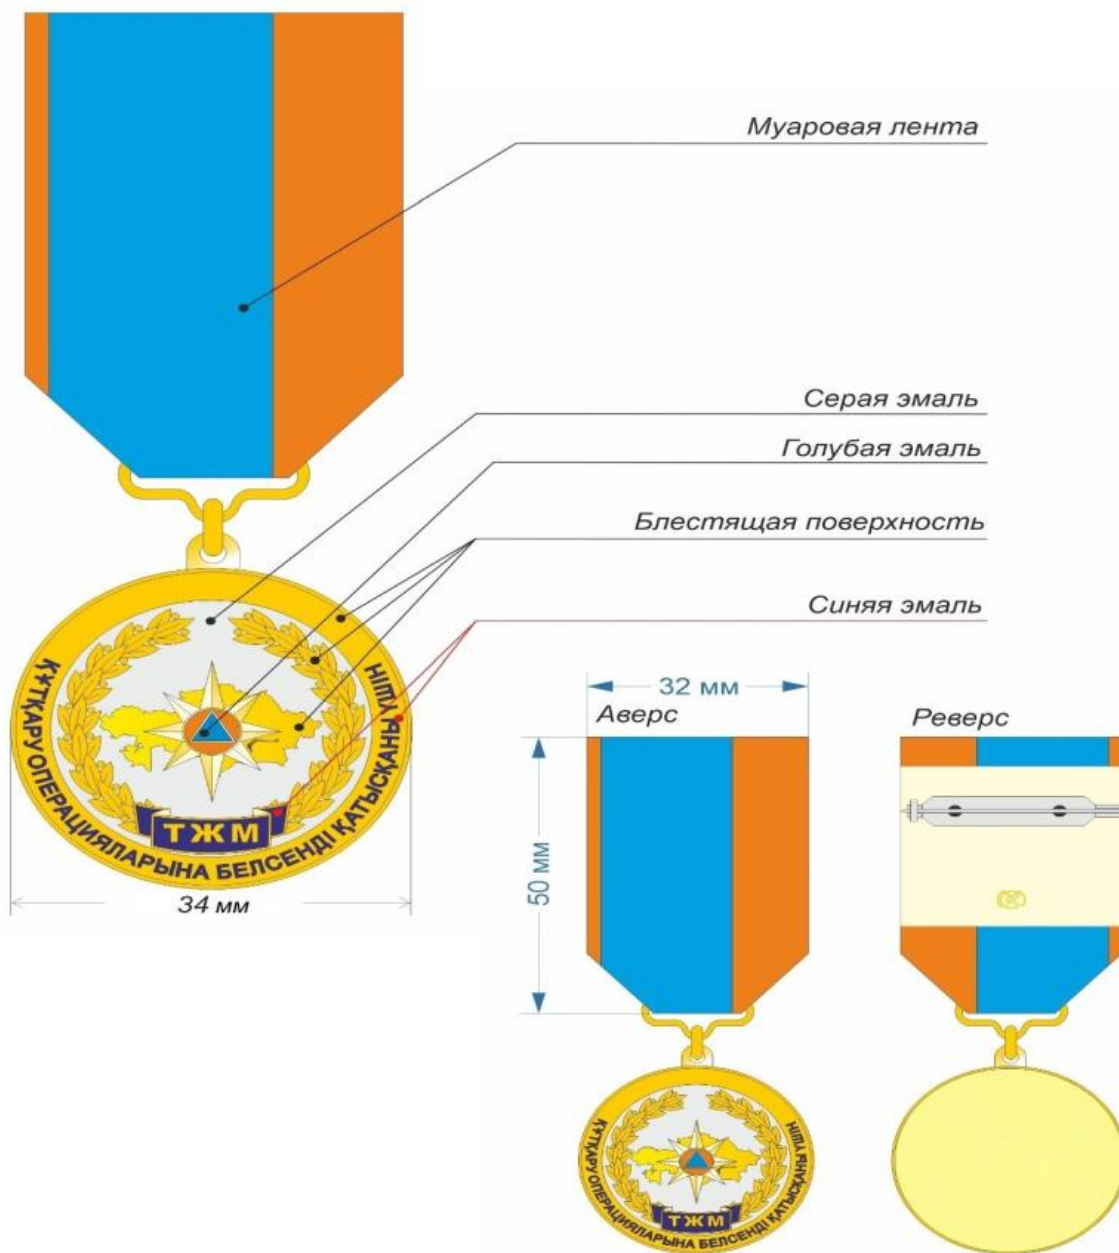 Муаровая лента
Серая эмаль
Голубая эмаль
Блестящая поверхность
Синяя эмаль
ҚҰТҚАРУ ОПЕРАЦИЯЛАРЫНА БЕЛСЕНДІ ҚАТЫСҚАНЫ ҮШІН
ТЖМ
34 мм
32 мм
Аверс
Реверс
50 мм
ҚҰТҚАРУ ОПЕРАЦИЯЛАРЫНА БЕЛСЕНДІ ҚАТЫСҚАНЫ ҮШІН
ТЖМ